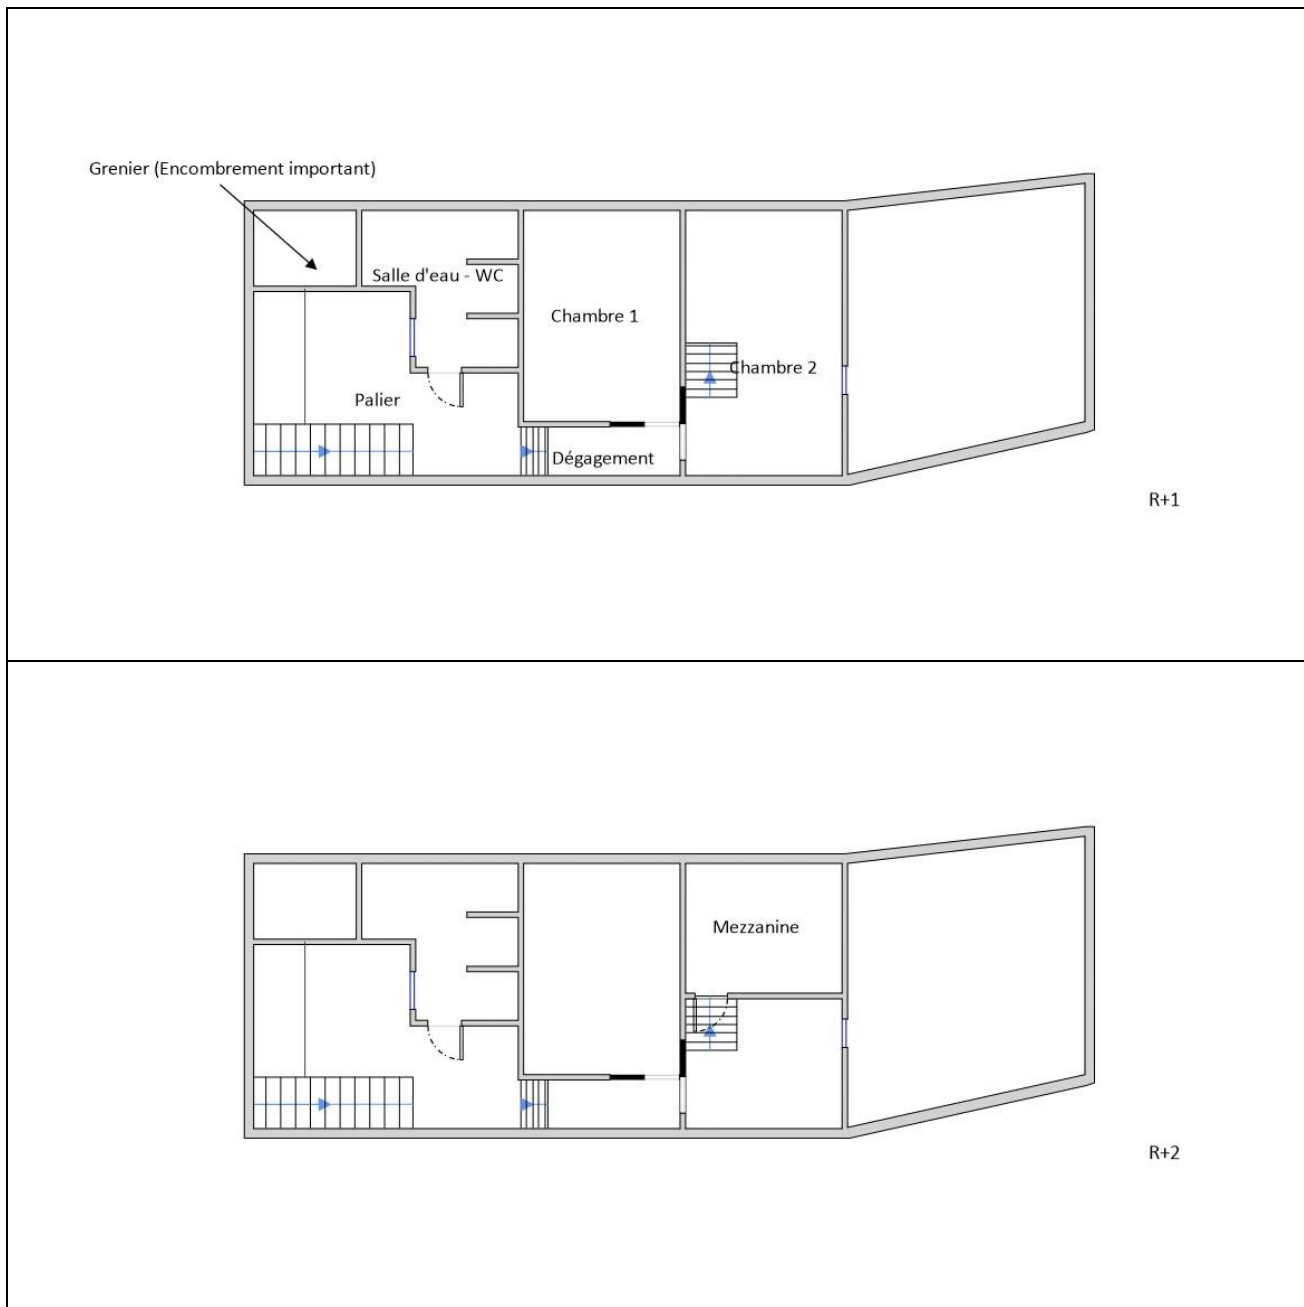 Grenier (Encombrement important)
Salle d'eau - WC
Chambre 1
Chambre 2
Palier
Dégagement
R+1
Mezzanine
R+2